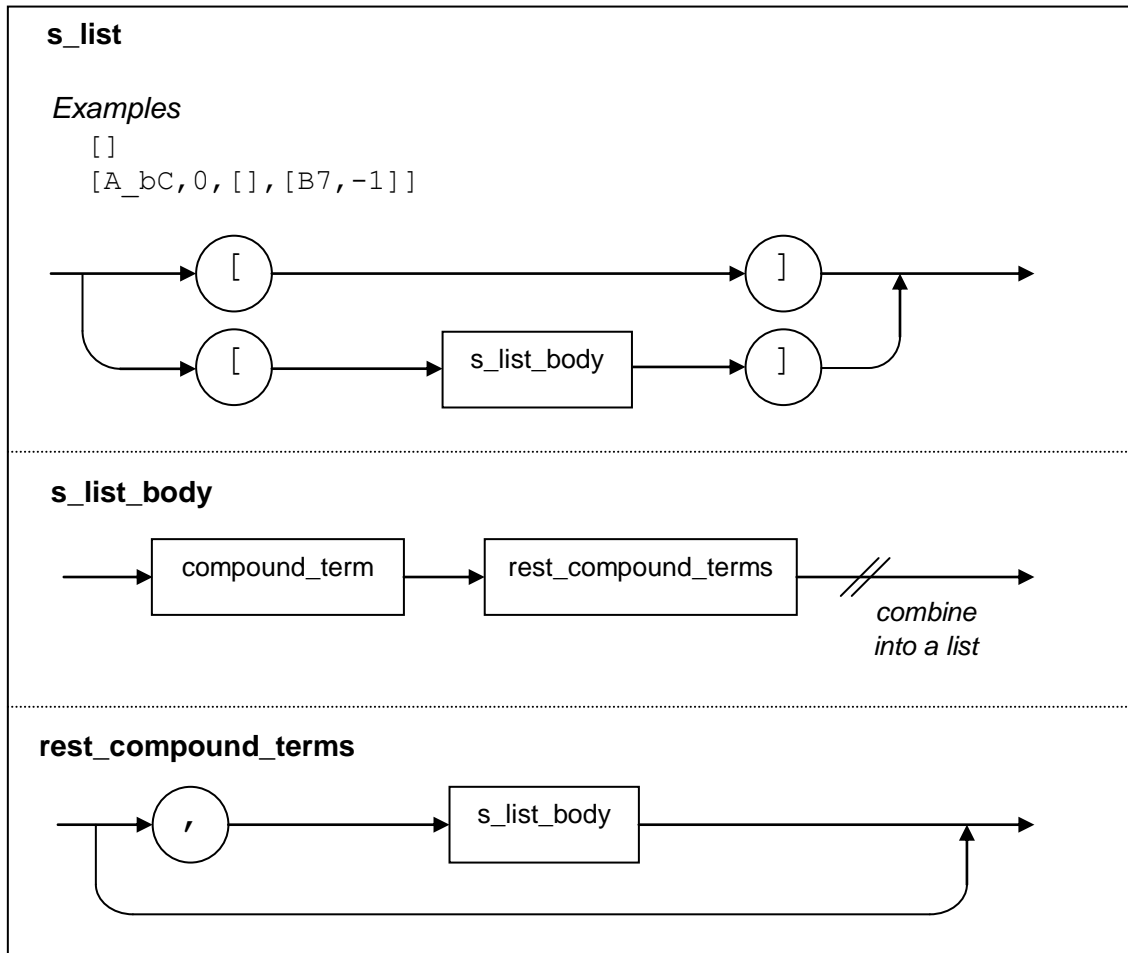 s_list
Examples
[]
[A_bC,0,[],[B7,-1]]
[ ]
[ s_list_body ]
s_list_body
compound_term rest_compound_terms
combine
into a list
rest_compound_terms
, s_list_body